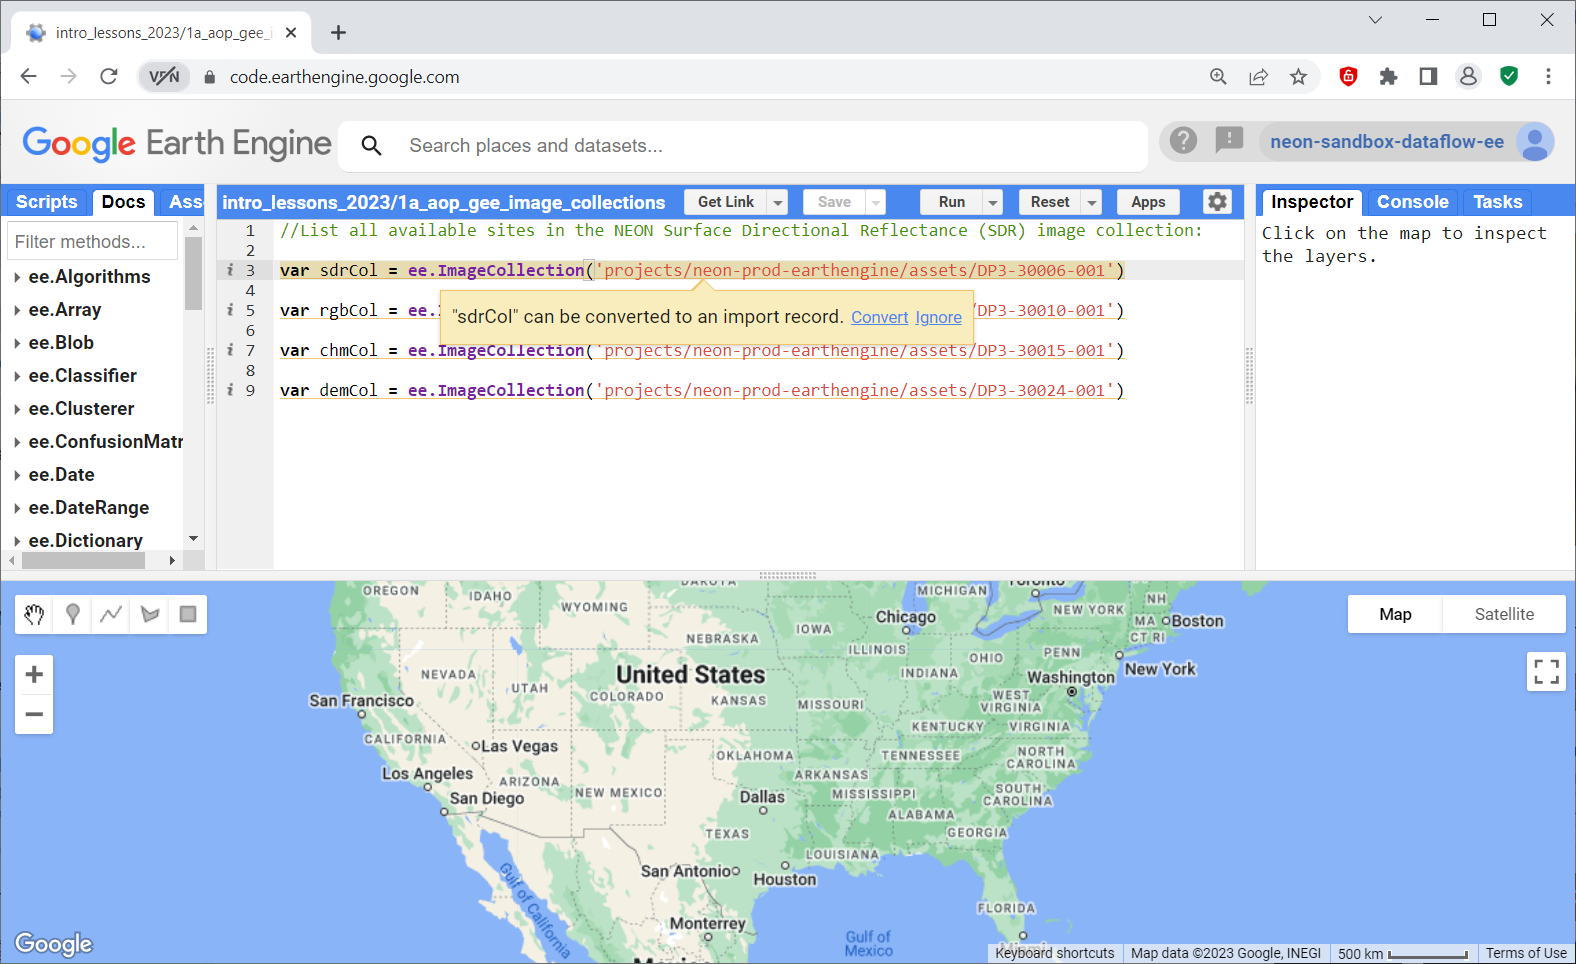 intro_lessons_2023/1a_aop_gee_i
VPN
code.earthengine.google.com
Google Earth Engine
Search places and datasets...
neon-sandbox-dataflow-ee
Scripts
Docs
Ass
intro_lessons_2023/1a_aop_gee_image_collections
Get Link
Save
Run
Reset
Apps
Inspector
Console
Tasks
Filter methods...
ee.Algorithms
ee.Array
ee.Blob
ee.Classifier
ee.Clusterer
ee.ConfusionMatr
ee.Date
ee.DateRange
ee.Dictionary
1 //List all available sites in the NEON Surface Directional Reflectance (SDR) image collection:
2
i 3 var sdrCol = ee.ImageCollection('projects/neon-prod-earthengine/assets/DP3-30006-001')
4
"sdrCol" can be converted to an import record. Convert Ignore
i 5 var rgbCol = ee. DP3-30010-001')
6
i 7 var chmCol = ee.ImageCollection('projects/neon-prod-earthengine/assets/DP3-30015-001')
8
i 9 var demCol = ee.ImageCollection('projects/neon-prod-earthengine/assets/DP3-30024-001')
Click on the map to inspect
the layers.
Map
Satellite
OREGON
IDAHO
WYOMING
DAKOTA
NEBRASKA
IOWA
MICHIGAN
Toronto
Chicago
NEW YORK
NH
MA
Boston
CT RI
ILLINOIS
OHIO
PENN
New York
INDIANA
Washington
NEVADA
UTAH
United States
COLORADO
KANSAS
MISSOURI
WEST
VIRGINIA
San Francisco
KENTUCKY
VIRGINIA
CALIFORNIA
Las Vegas
OKLAHOMA
TENNESSEE
NORTH
CAROLINA
Los Angeles
ARIZONA
NEW MEXICO
ARKANSAS
MISSISSIPPI
SOUTH
CAROLINA
San Diego
Dallas
ALABAMA
TEXAS
GEORGIA
LOUISIANA
San Antonio
Houston
Gulf of
California
FLORIDA
Monterrey
Gulf of
Mexico
Miami
Mexico
Google
Keyboard shortcuts
Map data ©2023 Google, INEGI
500 km
Terms of Use